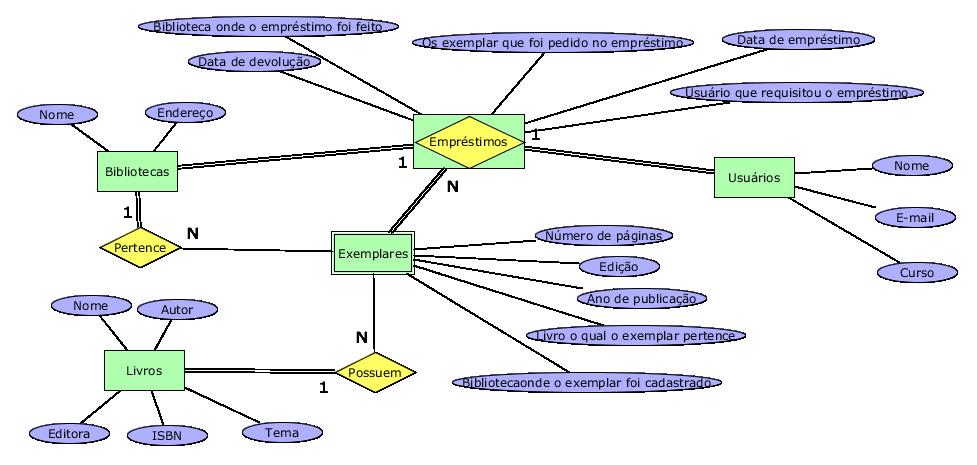 Biblioteca onde o empréstimo foi feito
Os exemplar que foi pedido no empréstimo
Data de empréstimo
Data de devolução
Usuário que requisitou o empréstimo
Nome
Endereço
Empréstimos
1
1
Bibliotecas
Usuários
Nome
N
E-mail
1
N
Pertence
Exemplares
Número de páginas
Edição
Curso
Ano de publicação
Nome
Autor
Livro o qual o exemplar pertence
N
Livros
Possuem
1
Bibliotecaonde o exemplar foi cadastrado
Editora
ISBN
Tema